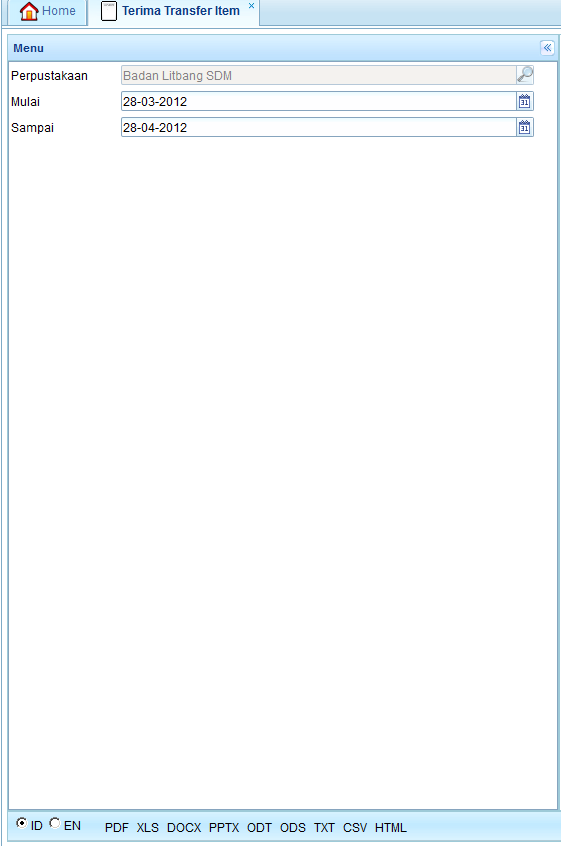 Home Terima Transfer Item
Menu
Perpustakaan Badan Litbang SDM
Mulai 28-03-2012
Sampai 28-04-2012
ID EN PDF XLS DOCX PPTX ODT ODS TXT CSV HTML